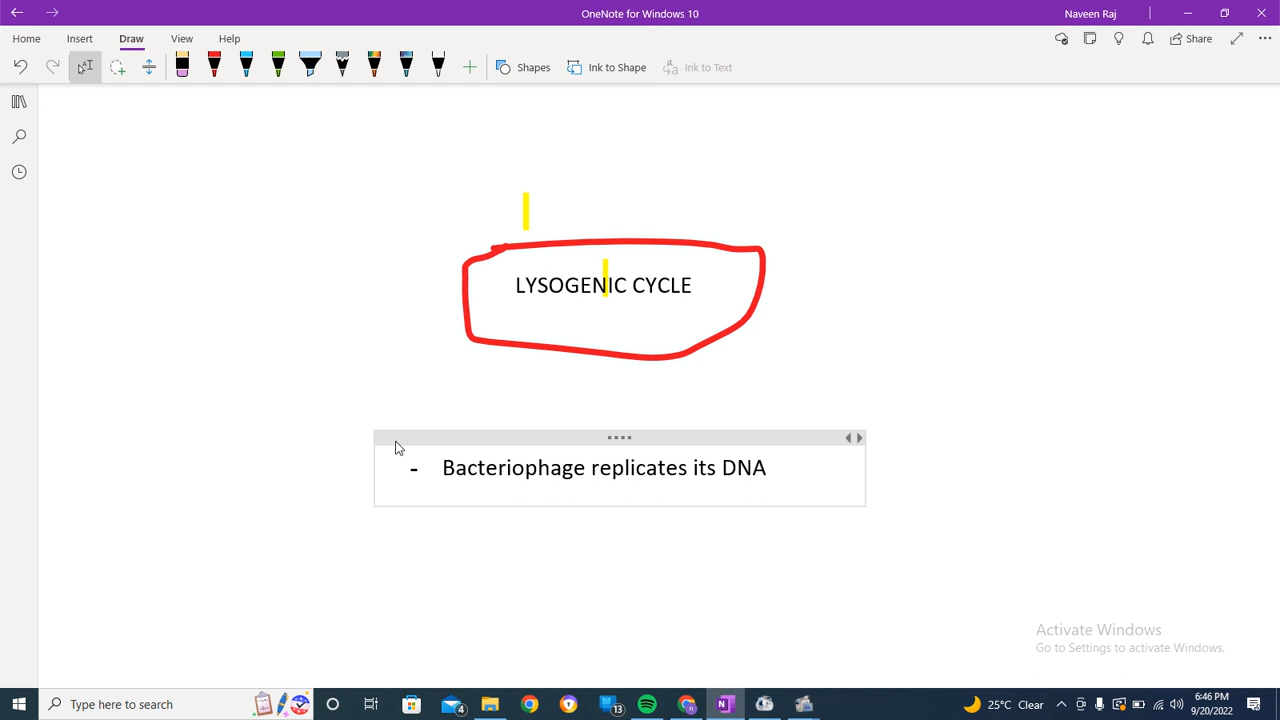 OneNote for Windows 10
Naveen Raj
Home Insert Draw View Help
Share
Shapes Ink to Shape Ink to Text
LYSOGENIC CYCLE
- Bacteriophage replicates its DNA
Activate Windows
Go to Settings to activate Windows.
Type here to search
4
13
25°C Clear
6:46 PM
9/20/2022